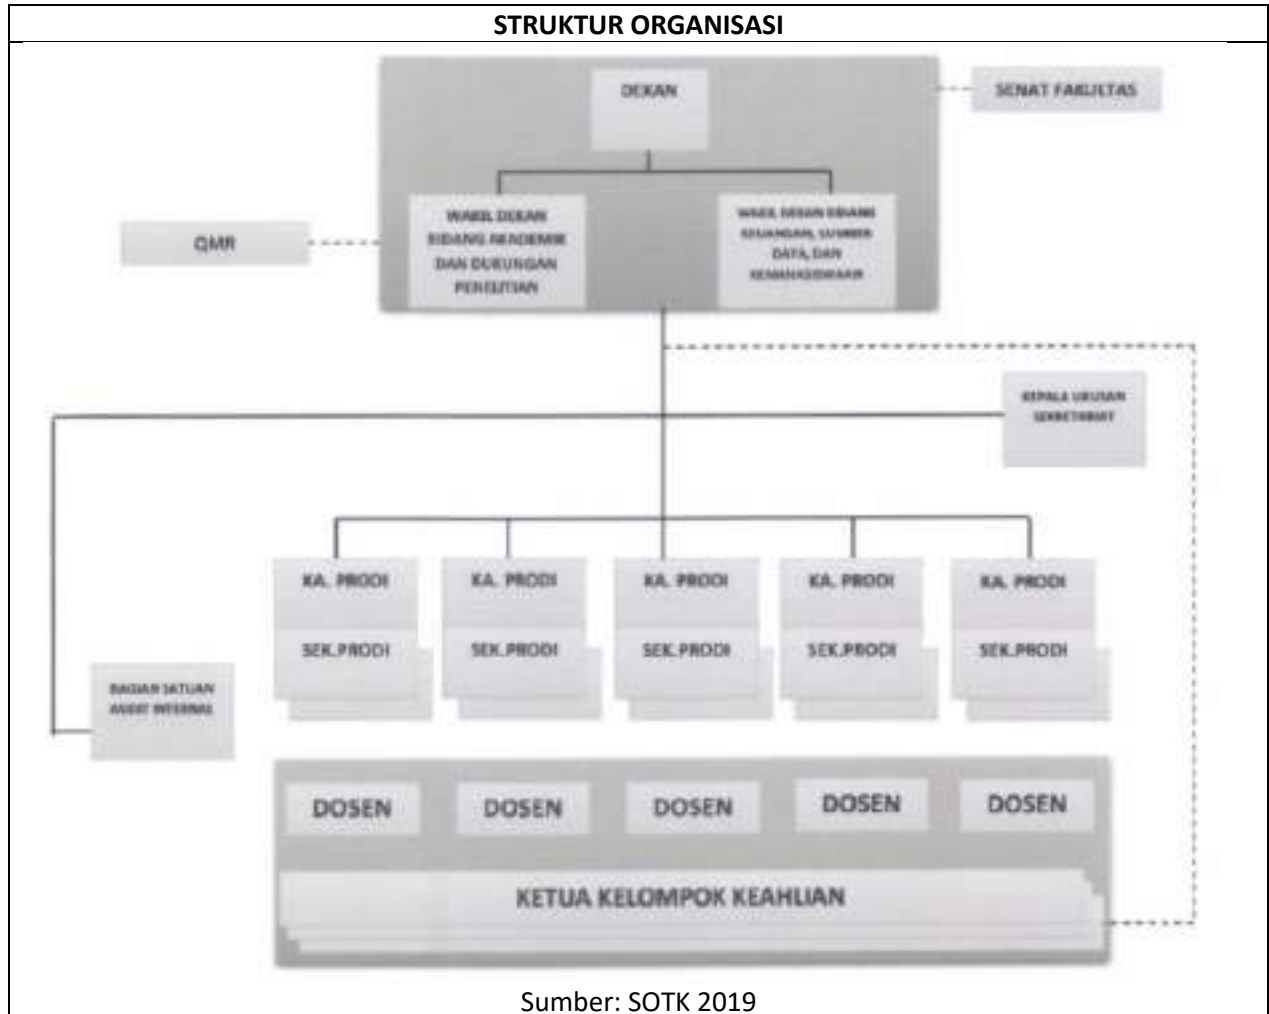 STRUKTUR ORGANISASI
DEKAN
SENAT FAKULTAS
QMR
WAKIL DEKAN
BIDANG AKADEMIK
DAN DUKUNGAN
PENELITIAN
WAKIL DEKAN BIDANG
KEUANGAN, SUMBER
DATA, DAN
KEMAHASISWAAN
KEPALA URUSAN
SEKRETARIAT
KA. PRODI
KA. PRODI
KA. PRODI
KA. PRODI
KA. PRODI
SEK.PRODI
SEK.PRODI
SEK.PRODI
SEK.PRODI
SEK.PRODI
BAGIAN SATUAN
AUDIT INTERNAL
DOSEN
DOSEN
DOSEN
DOSEN
DOSEN
KETUA KELOMPOK KEAHLIAN
Sumber: SOTK 2019